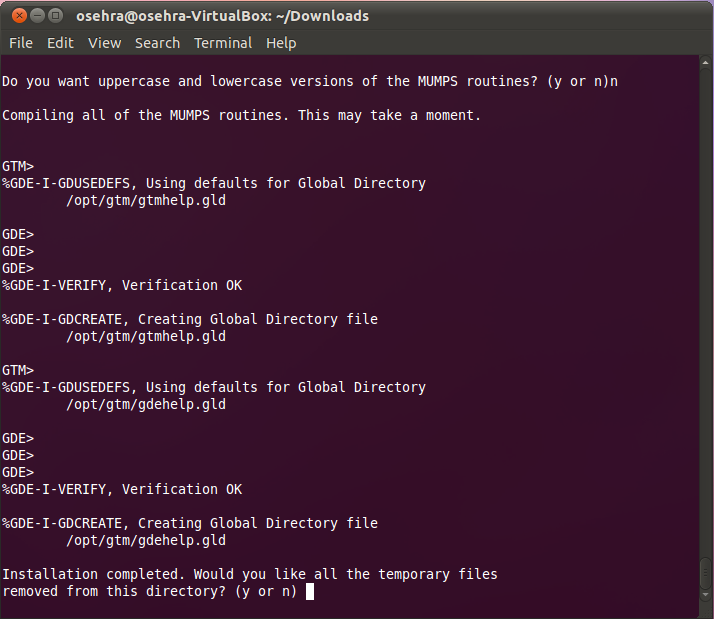 osehra@osehra-VirtualBox: ~/Downloads
File Edit View Search Terminal Help
Do you want uppercase and lowercase versions of the MUMPS routines? (y or n)n
Compiling all of the MUMPS routines. This may take a moment.
GTM>
%GDE-I-GDUSEDEFS, Using defaults for Global Directory
/opt/gtm/gtmhelp.gld
GDE>
GDE>
GDE>
%GDE-I-VERIFY, Verification OK
%GDE-I-GDCREATE, Creating Global Directory file
/opt/gtm/gtmhelp.gld
GTM>
%GDE-I-GDUSEDEFS, Using defaults for Global Directory
/opt/gtm/gdehelp.gld
GDE>
GDE>
GDE>
%GDE-I-VERIFY, Verification OK
%GDE-I-GDCREATE, Creating Global Directory file
/opt/gtm/gdehelp.gld
Installation completed. Would you like all the temporary files
removed from this directory? (y or n)